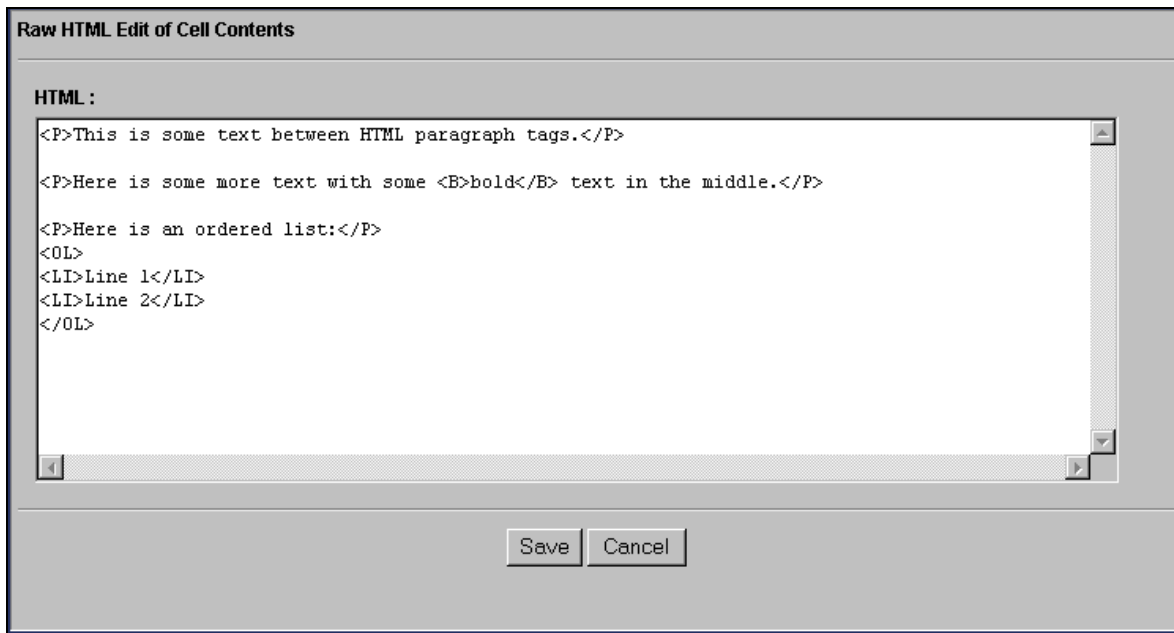 Raw HTML Edit of Cell Contents
HTML :
<P>This is some text between HTML paragraph tags.</P>
<P>Here is some more text with some <B>bold</B> text in the middle.</P>
<P>Here is an ordered list:</P>
<OL>
<LI>Line 1</LI>
<LI>Line 2</LI>
</OL>
Save Cancel